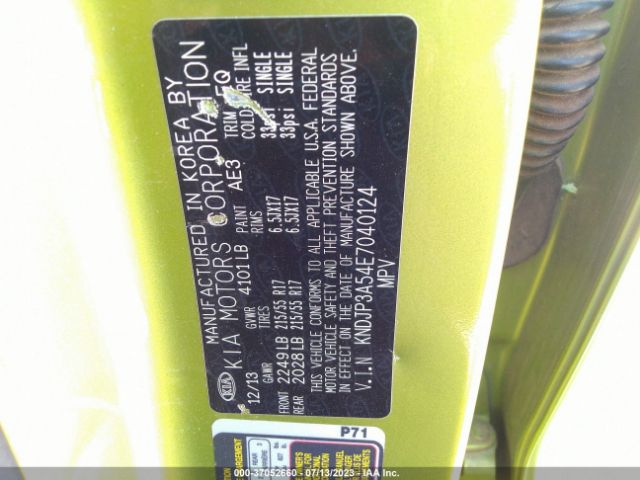 MANUFACTURED IN KOREA BY
KIA MOTORS CORPORATION
KIA
12/13 GVWR 4101LB PAINT AE3 TRIM EQ
GAWR TIRES RIMS COLD TIRE INFL
FRONT 2249LB 215/55 R17 6.5JX17 33psi SINGLE
REAR 2028LB 215/55 R17 6.5JX17 33psi SINGLE
THIS VEHICLE CONFORMS TO ALL APPLICABLE U.S.A. FEDERAL
MOTOR VEHICLE SAFETY AND THEFT PREVENTION STANDARDS
IN EFFECT ON THE DATE OF MANUFACTURE SHOWN ABOVE.
V.I.N KNDJP3A54E7040124
MPV
P71
REAR
COPART - 37052660 - 07/13/2023 - IAA Inc.